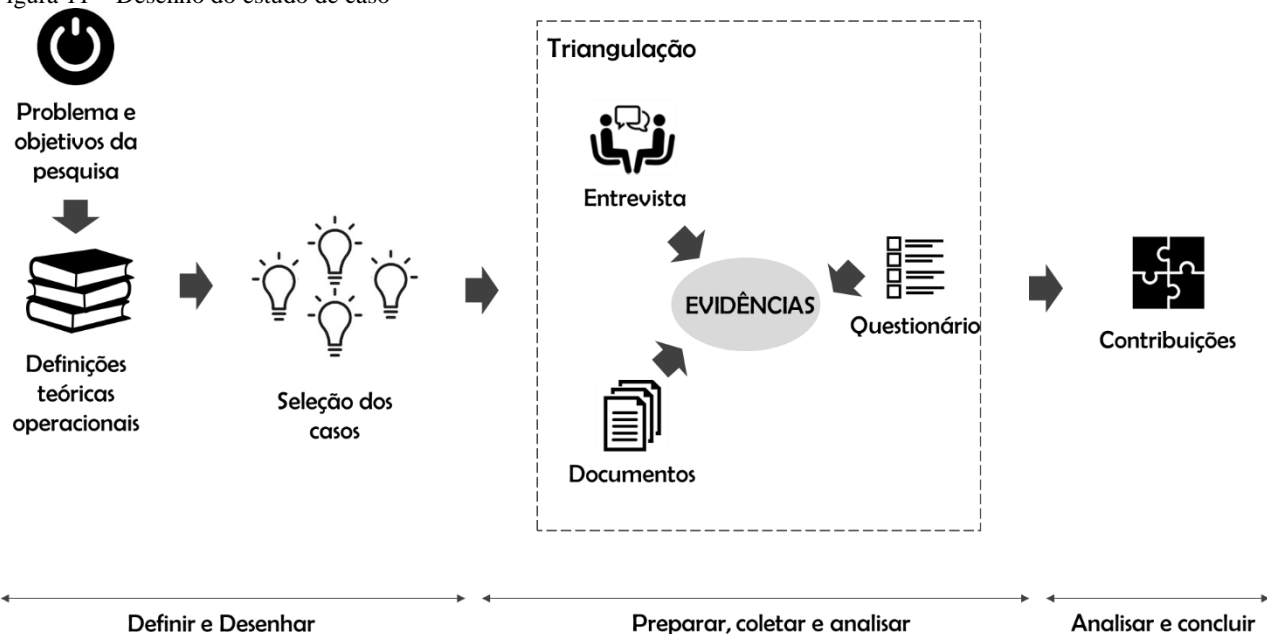 Figura 11 – Desenho do estudo de caso
Problema e
objetivos da
pesquisa
Definições
teóricas
operacionais
Seleção dos
casos
Triangulação
Entrevista
EVIDÊNCIAS
Questionário
Documentos
Contribuições
Definir e Desenhar
Preparar, coletar e analisar
Analisar e concluir